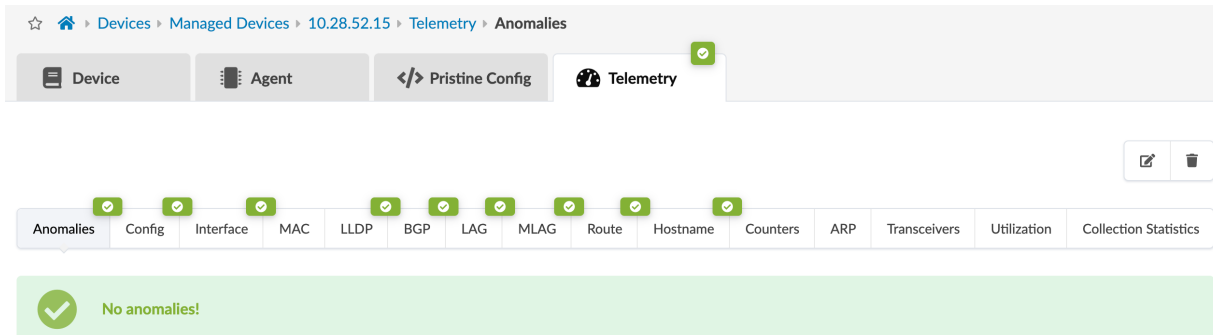 Devices Managed Devices 10.28.52.15 Telemetry Anomalies
Device Agent Pristine Config Telemetry
Anomalies Config Interface MAC LLDP BGP LAG MLAG Route Hostname Counters ARP Transceivers Utilization Collection Statistics
No anomalies!